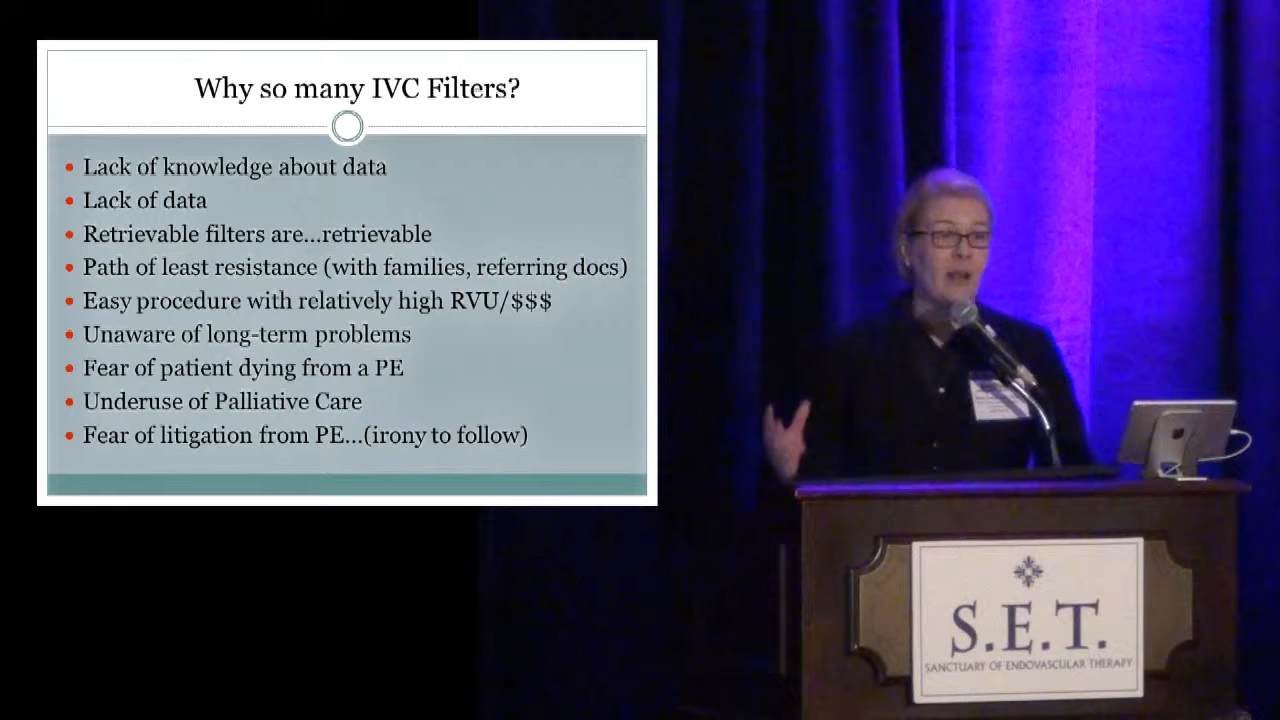 Why so many IVC Filters?
Lack of knowledge about data
Lack of data
Retrievable filters are...retrievable
Path of least resistance (with families, referring docs)
Easy procedure with relatively high RVU/$$$
Unaware of long-term problems
Fear of patient dying from a PE
Underuse of Palliative Care
Fear of litigation from PE...(irony to follow)
S.E.T.
SANCTUARY OF ENDOVASCULAR THERAPY